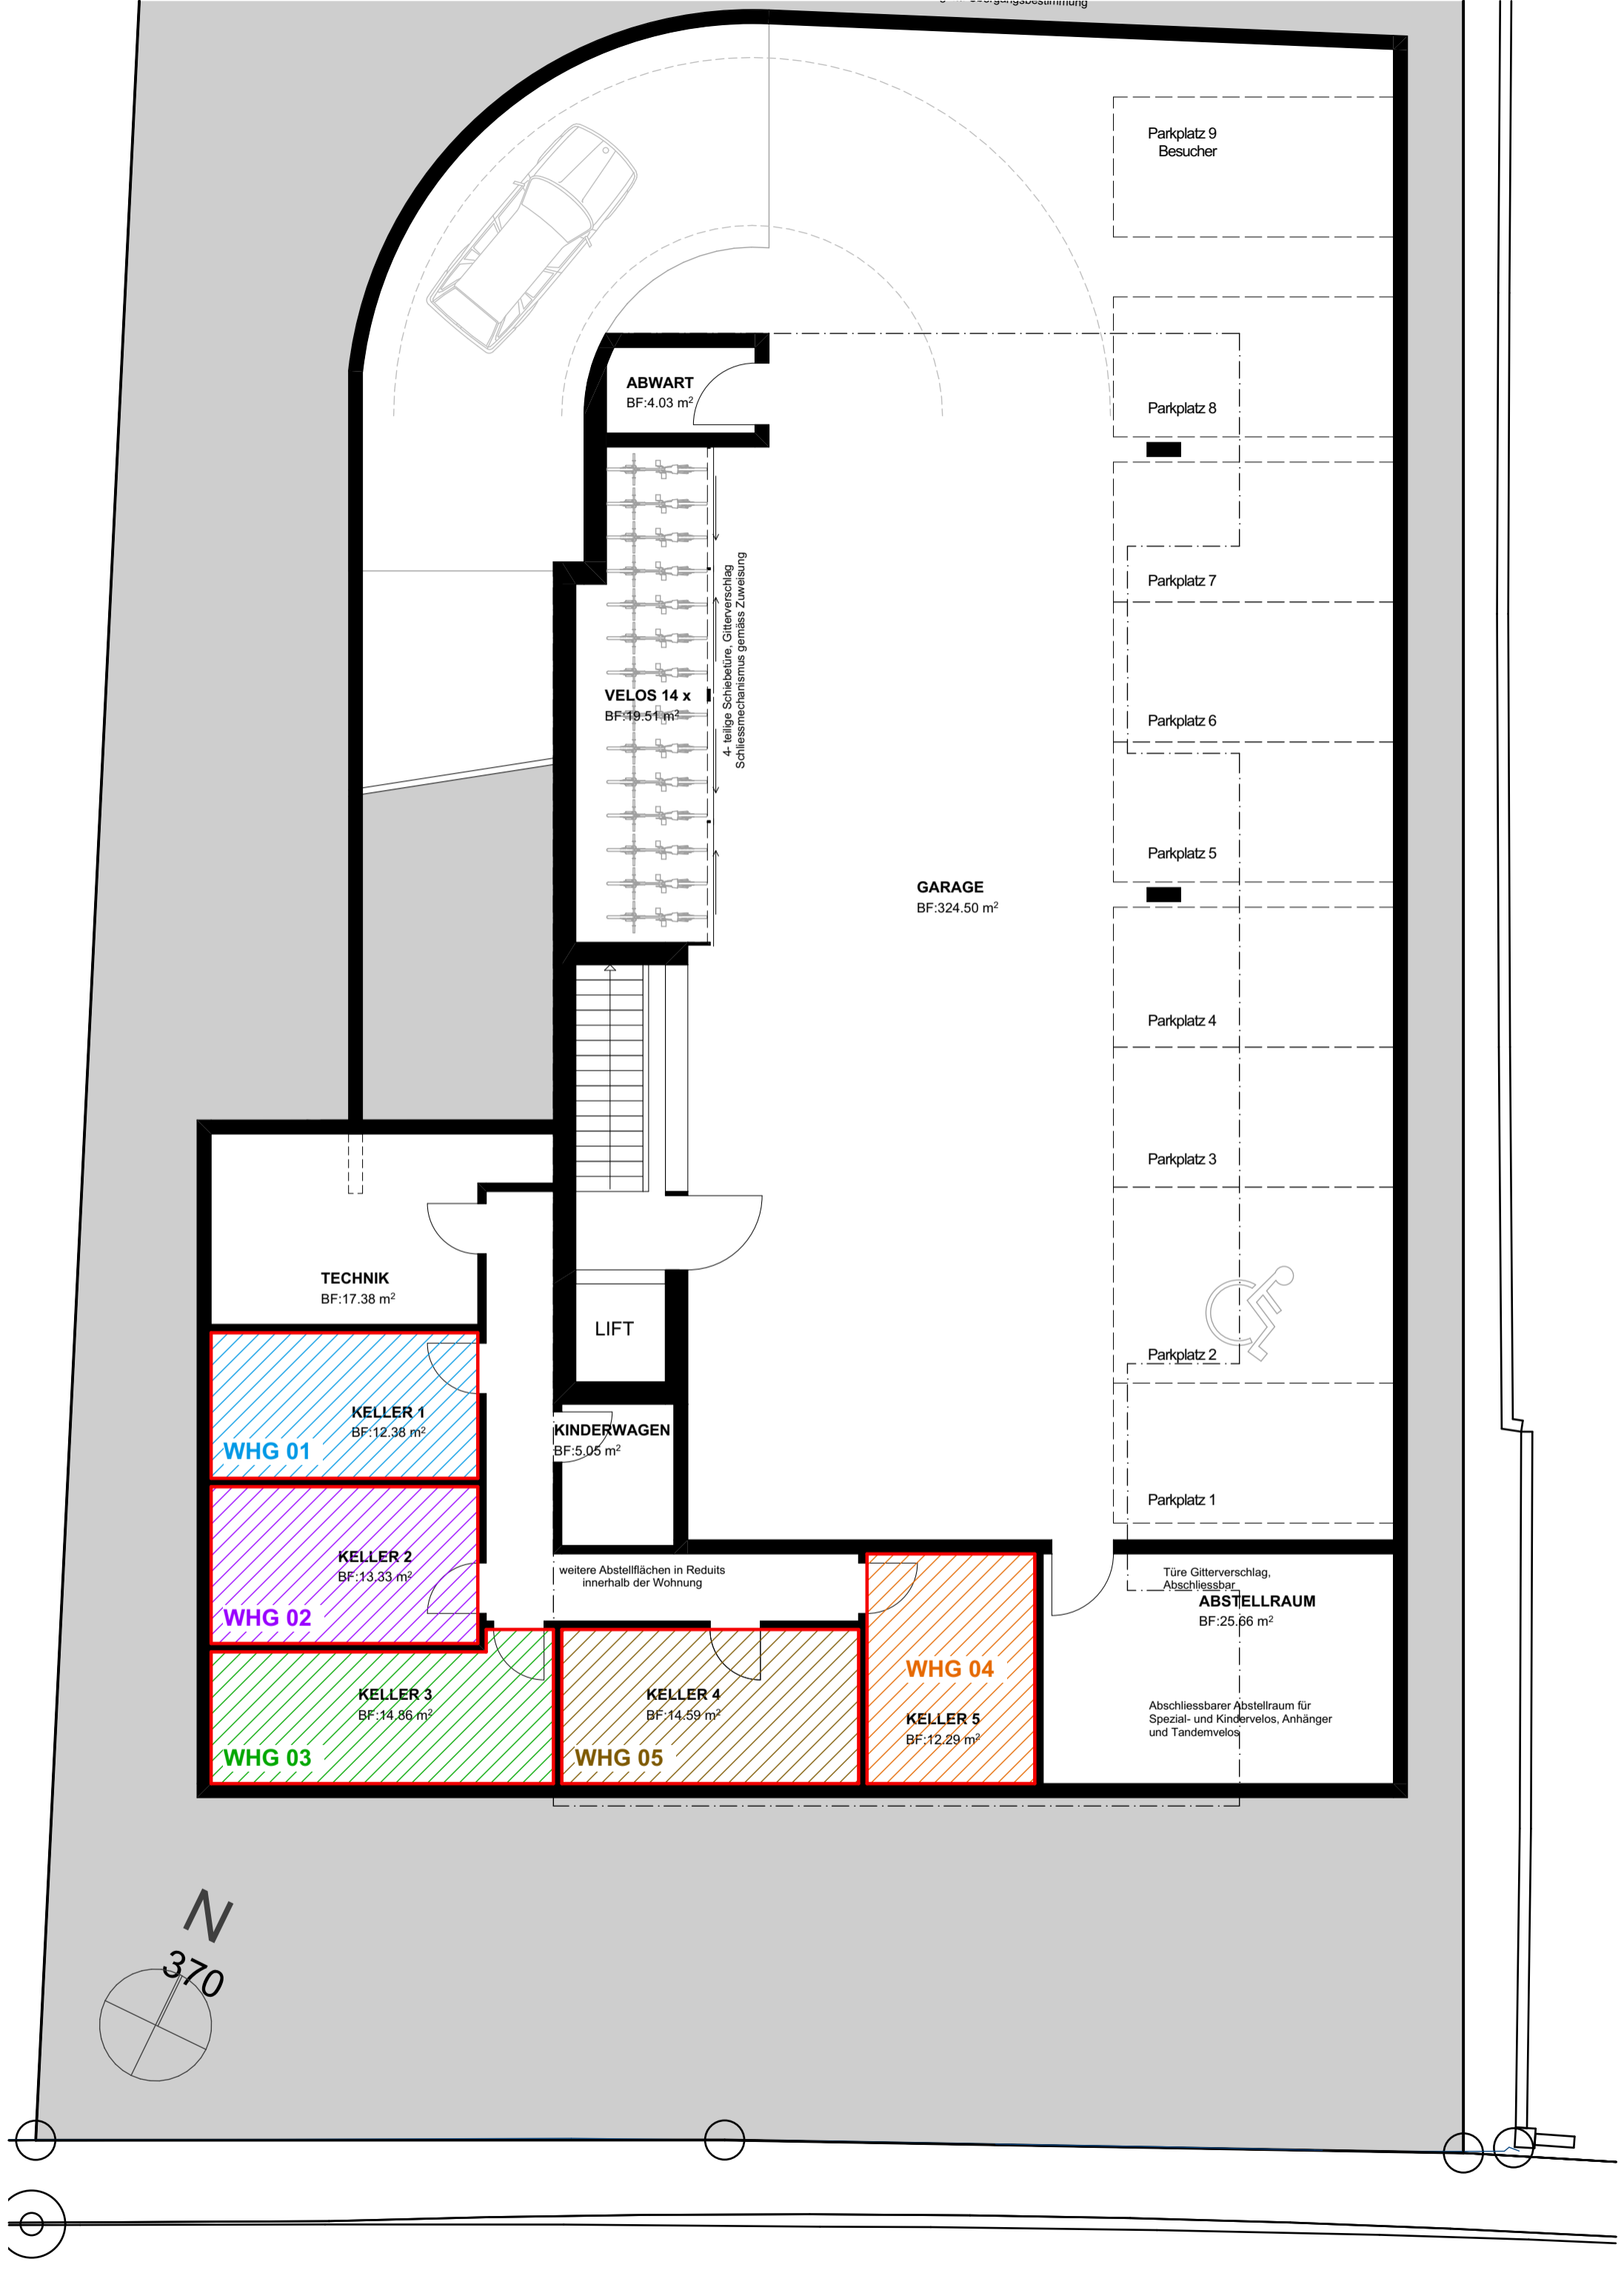 Übergangsbestimmung
Parkplatz 9
Besucher
ABWART
BF:4.03 m²
Parkplatz 8
4- teilige Schiebetüre, Gitterverschlag
Schliessmechanismus gemäss Zuweisung
Parkplatz 7
VELOS 14 x
BF:19.51 m²
Parkplatz 6
Parkplatz 5
GARAGE
BF:324.50 m²
Parkplatz 4
Parkplatz 3
TECHNIK
BF:17.38 m²
LIFT
Parkplatz 2
KELLER 1
BF:12.38 m²
WHG 01
KINDERWAGEN
BF:5.05 m²
Parkplatz 1
KELLER 2
BF:13.33 m²
WHG 02
weitere Abstellflächen in Reduits
innerhalb der Wohnung
Türe Gitterverschlag,
Abschliessbar
ABSTELLRAUM
BF:25.66 m²
KELLER 3
BF:14.86 m²
WHG 03
KELLER 4
BF:14.59 m²
WHG 05
WHG 04
KELLER 5
BF:12.29 m²
Abschliessbarer Abstellraum für
Spezial- und Kindervelos, Anhänger
und Tandemvelos
N
370